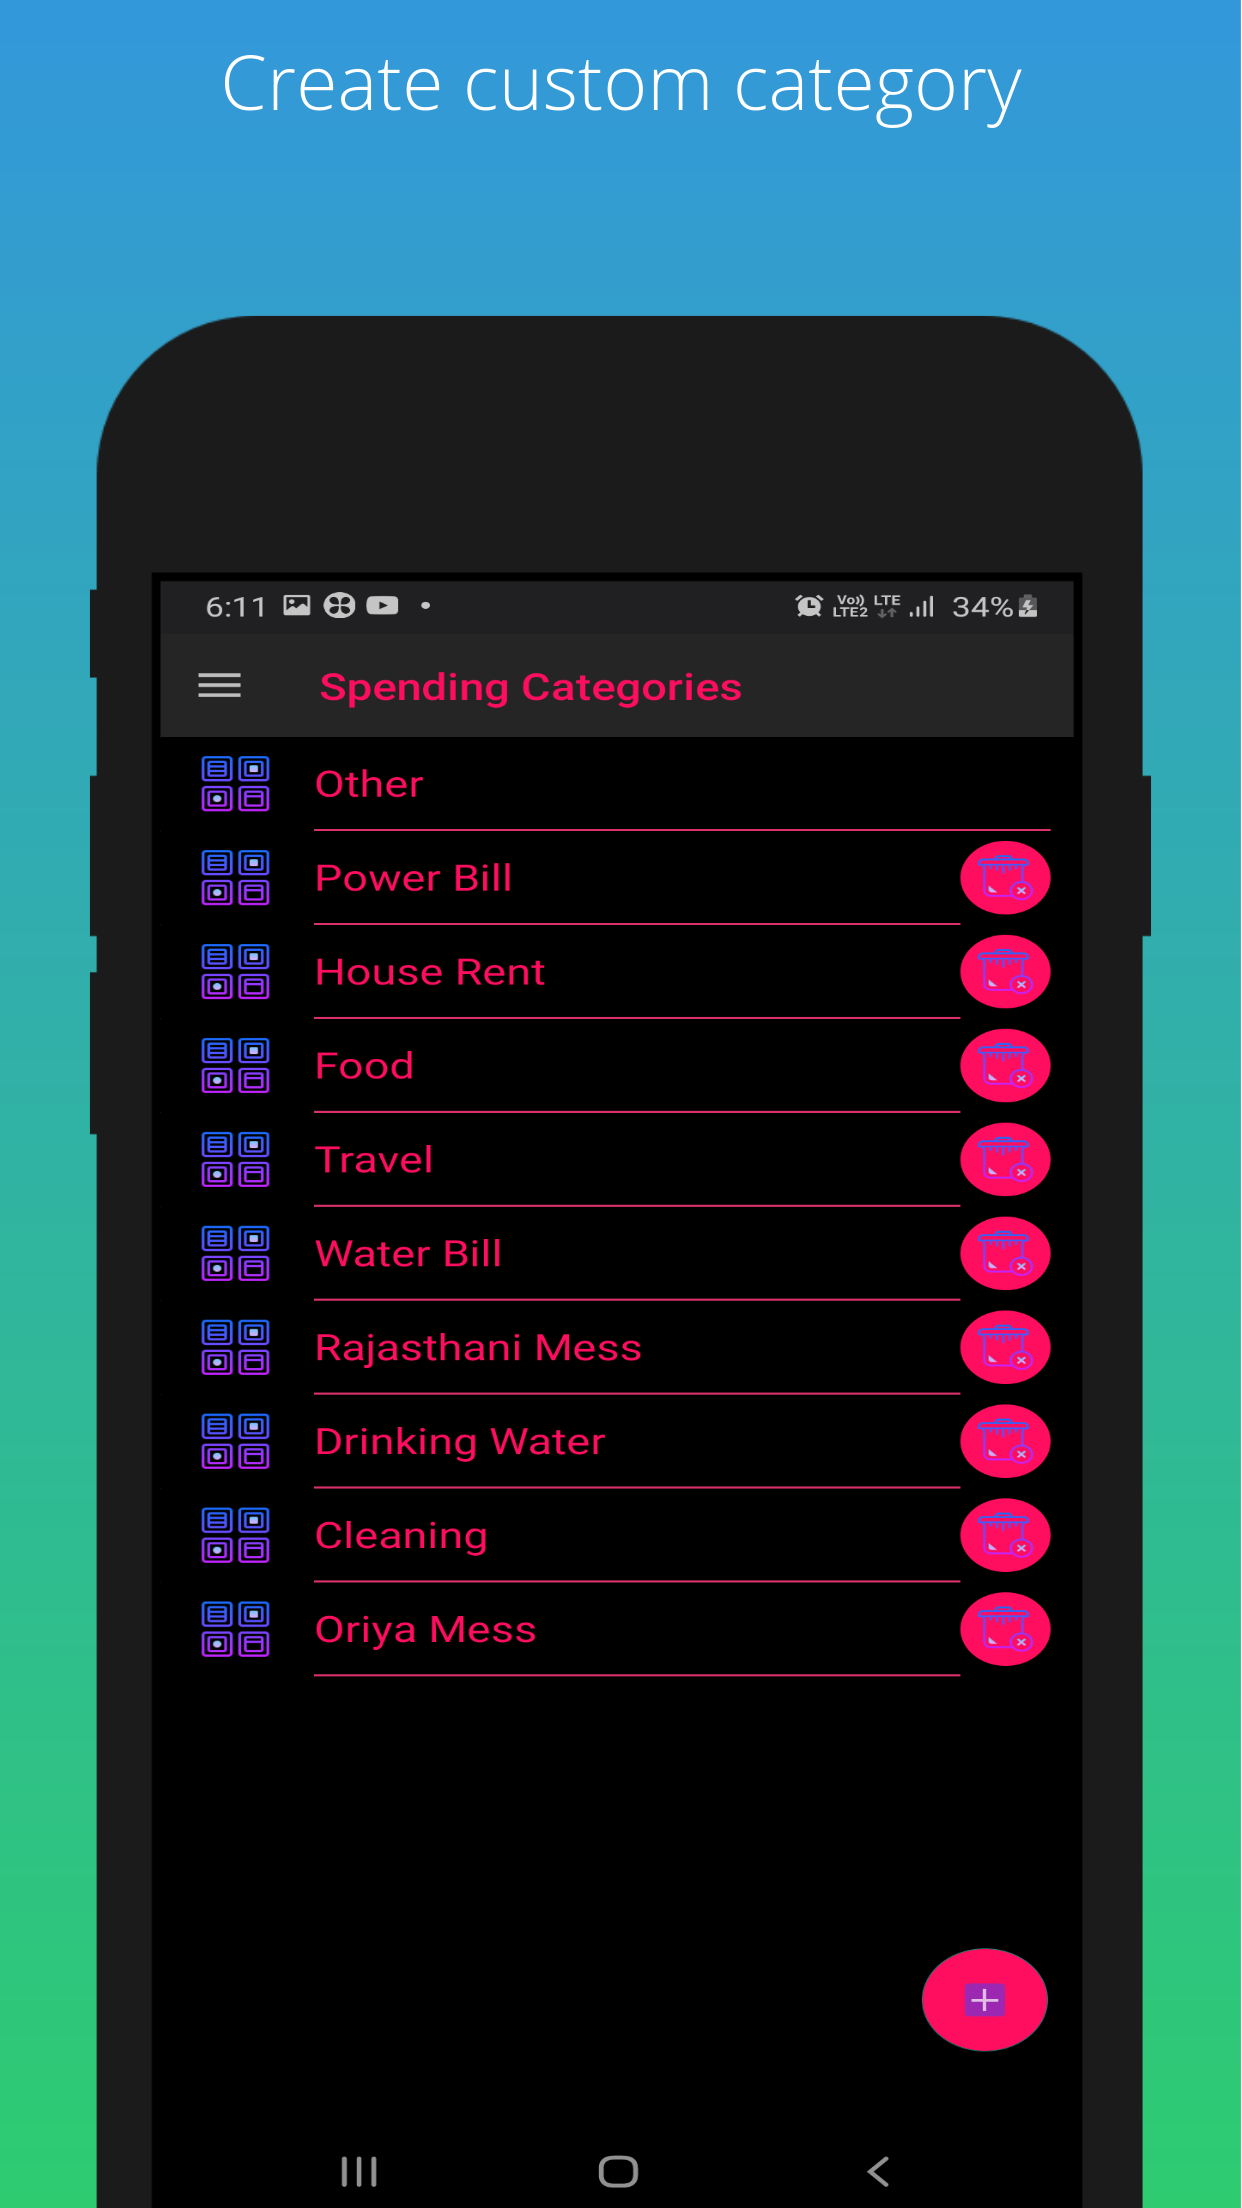 Create custom category
6:11
Vo)) LTE2 LTE 34%
Spending Categories
Other
Power Bill
House Rent
Food
Travel
Water Bill
Rajasthani Mess
Drinking Water
Cleaning
Oriya Mess